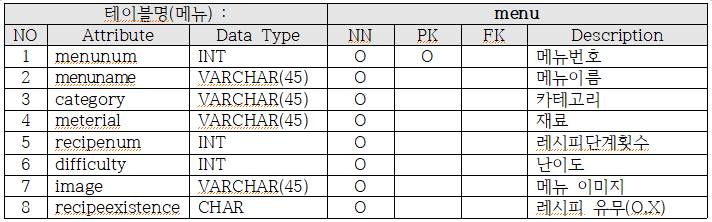 테이블명(메뉴) : menu
NO Attribute Data Type NN PK FK Description
1 menunum INT O O 메뉴번호
2 menuname VARCHAR(45) O 메뉴이름
3 category VARCHAR(45) O 카테고리
4 meterial VARCHAR(45) O 재료
5 recipenum INT O 레시피단계횟수
6 difficulty INT O 난이도
7 image VARCHAR(45) O 메뉴 이미지
8 recipeexistence CHAR O 레시피 유무(O,X)